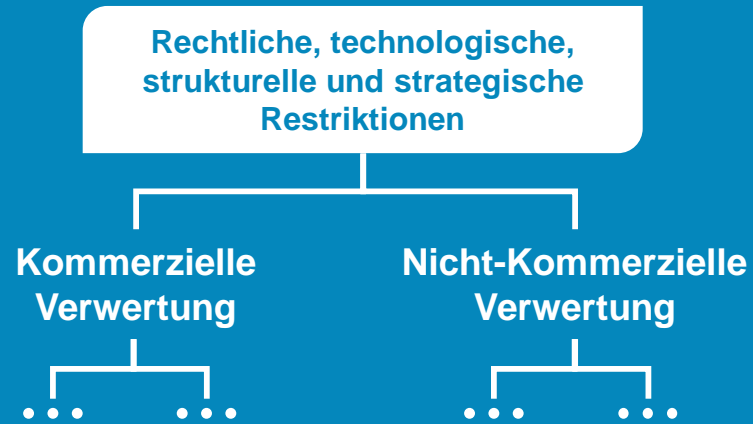 Rechtliche, technologische,
strukturelle und strategische
Restriktionen
Kommerzielle
Verwertung
Nicht-Kommerzielle
Verwertung
... ... ... ...